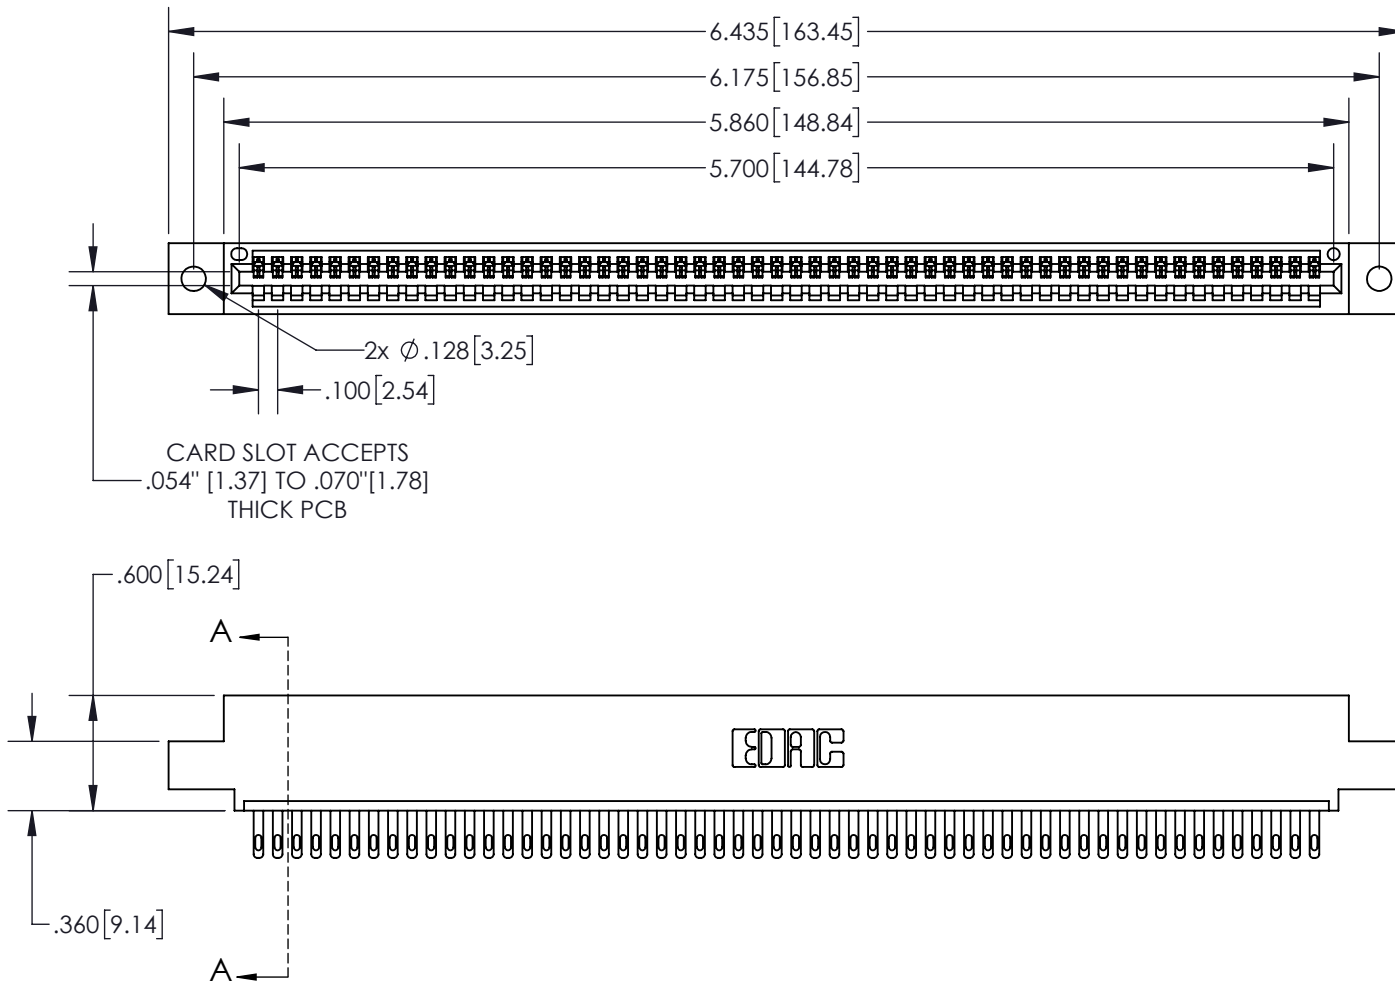 6.435[163.45]
6.175[156.85]
5.860[148.84]
5.700[144.78]
2x Ø.128[3.25]
.100[2.54]
CARD SLOT ACCEPTS
.054" [1.37] TO .070"[1.78]
THICK PCB
.600[15.24]
A
EDAC
.360[9.14]
A